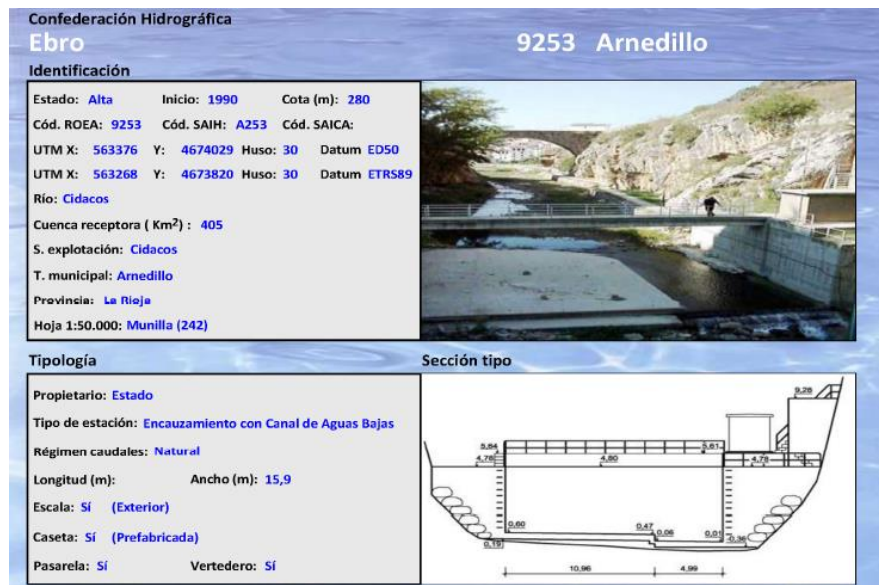 Confederación Hidrográfica
Ebro
9253 Arnedillo
Identificación
Estado: Alta Inicio: 1990 Cota (m): 280
Cód. ROEA: 9253 Cód. SAIH: A253 Cód. SAICA:
UTM X: 563376 Y: 4674029 Huso: 30 Datum ED50
UTM X: 563268 Y: 4673820 Huso: 30 Datum ETRS89
Río: Cidacos
Cuenca receptora ( Km²) : 405
S. explotación: Cidacos
T. municipal: Arnedillo
Provincia: La Rioja
Hoja 1:50.000: Munilla (242)
Tipología
Propietario: Estado
Tipo de estación: Encauzamiento con Canal de Aguas Bajas
Régimen caudales: Natural
Longitud (m): Ancho (m): 15,9
Escala: Sí (Exterior)
Caseta: Sí (Prefabricada)
Pasarela: Sí Vertedero: Sí
Sección tipo
9,26
5,64 5,61
4,76 4,80 4,76
0,60 0,47 0,06 0,01 -0,36
0,19
10,96 4,99